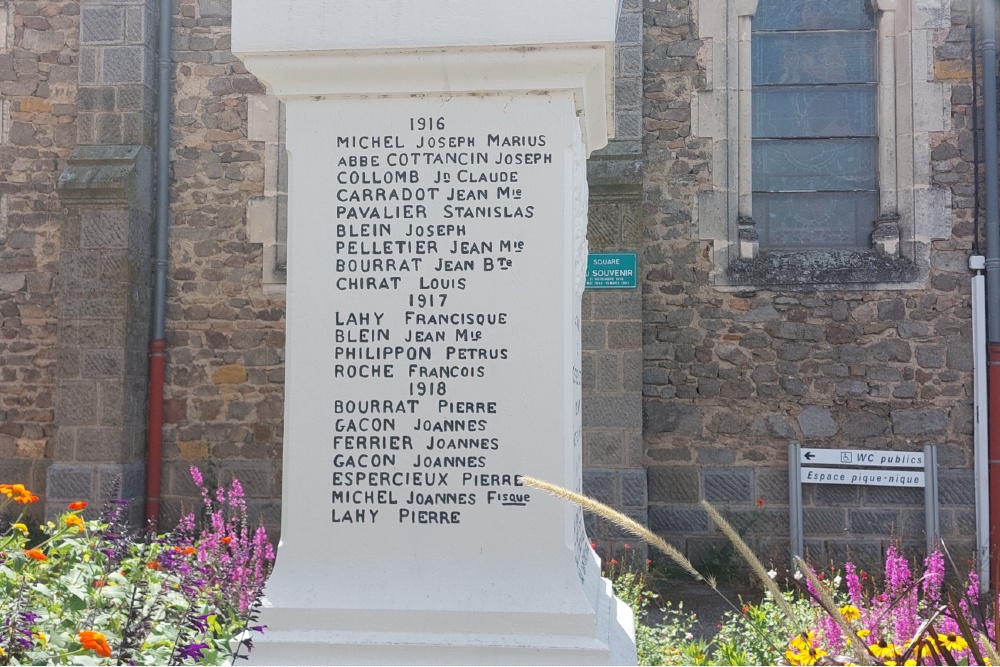 1916
MICHEL JOSEPH MARIUS
ABBE COTTANCIN JOSEPH
COLLOMB Jᴰ CLAUDE
CARRADOT JEAN Mᴵᵉ
PAVALIER STANISLAS
BLEIN JOSEPH
PELLETIER JEAN Mᴵᵉ
BOURRAT JEAN Bᵀᵉ
CHIRAT LOUIS
1917
LAHY FRANCISQUE
BLEIN JEAN Mᴵᵉ
PHILIPPON PETRUS
ROCHE FRANCOIS
1918
BOURRAT PIERRE
GACON JOANNES
FERRIER JOANNES
GACON JOANNES
ESPERCIEUX PIERRE
MICHEL JOANNES FᴵˢQᵁᴱ
LAHY PIERRE
SQUARE
SOUVENIR
WC PUBLICS
Espace pique-nique